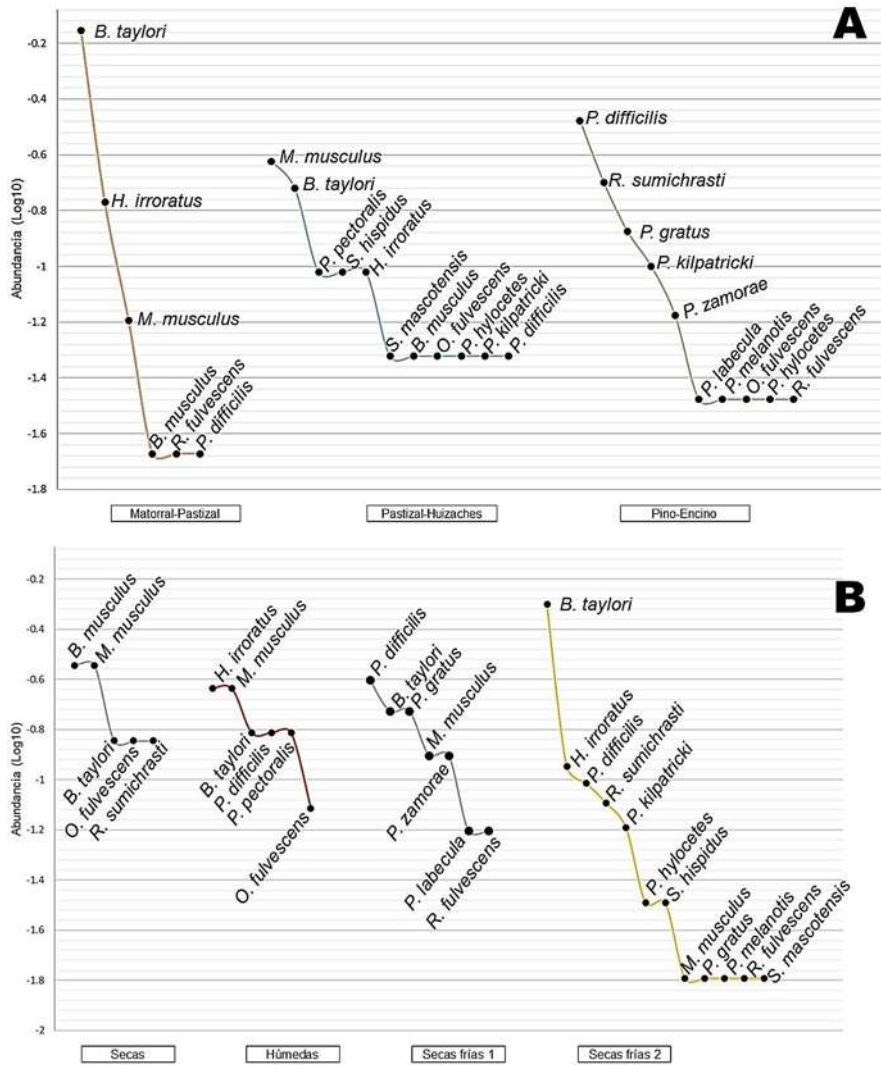 A
Abundancia (Log10)
-0.2
-0.4
-0.6
-0.8
-1
-1.2
-1.4
-1.6
-1.8
B. taylori
H. irroratus
M. musculus
B. musculus
R. fulvescens
P. difficilis
M. musculus
B. taylori
P. pectoralis
S. hispidus
H. irroratus
S. mascotensis
B. musculus
O. fulvescens
P. hylocetes
P. kilpatricki
P. difficilis
P. difficilis
R. sumichrasti
P. gratus
P. kilpatricki
P. zamorae
P. labecula
P. melanotis
O. fulvescens
P. hylocetes
R. fulvescens
Matorral-Pastizal
Pastizal-Huizaches
Pino-Encino
B
Abundancia (Log10)
-0.2
-0.4
-0.6
-0.8
-1
-1.2
-1.4
-1.6
-1.8
-2
B. musculus
M. musculus
B. taylori
O. fulvescens
R. sumichrasti
H. irroratus
M. musculus
B. taylori
P. difficilis
P. pectoralis
O. fulvescens
P. difficilis
B. taylori
P. gratus
M. musculus
P. zamorae
P. labecula
R. fulvescens
B. taylori
H. irroratus
P. difficilis
R. sumichrasti
P. kilpatricki
P. hylocetes
S. hispidus
M. musculus
P. gratus
P. melanotis
R. fulvescens
S. mascotensis
Secas
Húmedas
Secas frías 1
Secas frías 2